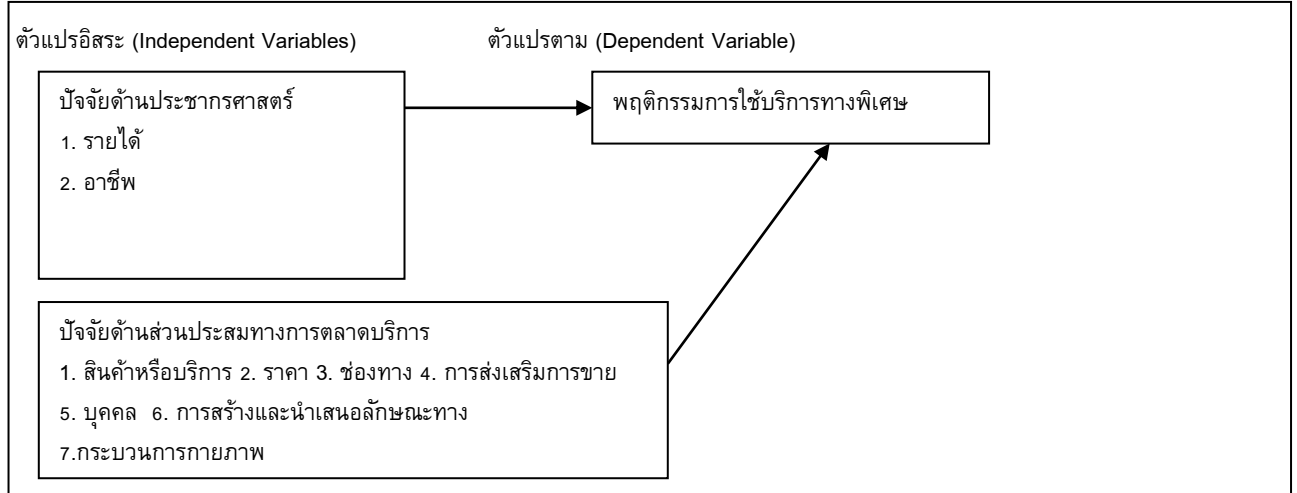 ตัวแปรอิสระ (Independent Variables) ตัวแปรตาม (Dependent Variable)
ปัจจัยด้านประชากรศาสตร์
1. รายได้
2. อาชีพ
พฤติกรรมการใช้บริการทางพิเศษ
ปัจจัยด้านส่วนประสมทางการตลาดบริการ
1. สินค้าหรือบริการ 2. ราคา 3. ช่องทาง 4. การส่งเสริมการขาย
5. บุคคล 6. การสร้างและนำเสนอลักษณะทาง
7.กระบวนการกายภาพ